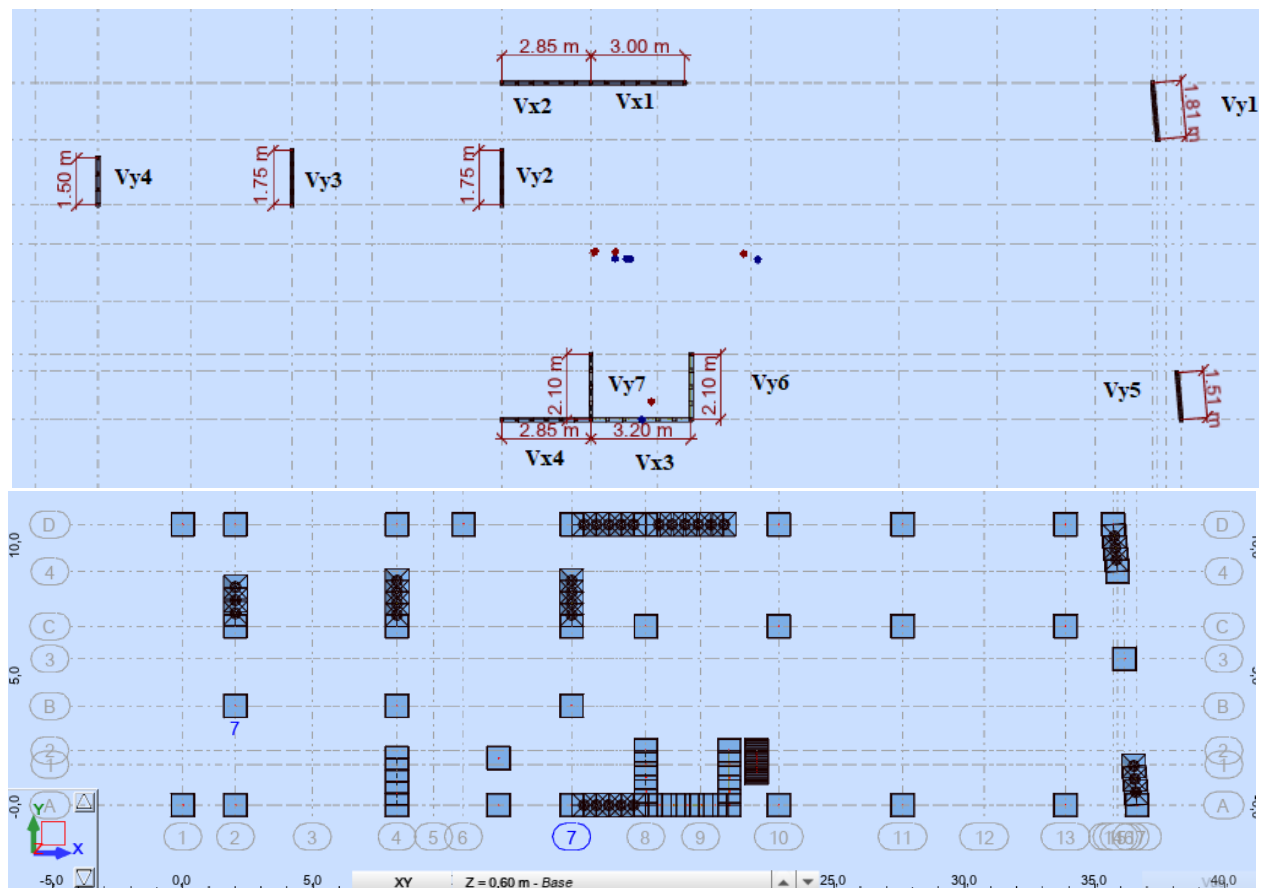 2.85 m 3.00 m
Vx2 Vx1
1.81 m Vy1
1.50 m Vy4
1.75 m Vy3
1.75 m Vy2
2.10 m Vy7 2.10 m Vy6
Vy5 1.51 m
2.85 m 3.20 m
Vx4 Vx3
D D
10,0
4 4
C C
3 3
5,0
B B
7
2 2
1 1
A A
-0,0
Y
Z X
1 2 3 4 5 6 7 8 9 10 11 12 13
-5,0 0,0 XY Z = 0,60 m - Base 25,0 30,0 35,0 40,0